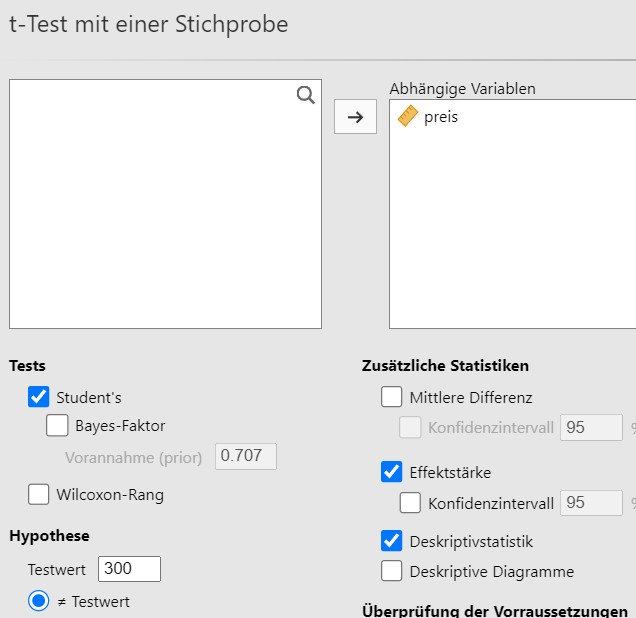 t-Test mit einer Stichprobe
Abhängige Variablen
preis
Tests
Student's
Bayes-Faktor
Vorannahme (prior) 0.707
Wilcoxon-Rang
Hypothese
Testwert 300
≠ Testwert
Zusätzliche Statistiken
Mittlere Differenz
Konfidenzintervall 95 %
Effektstärke
Konfidenzintervall 95 %
Deskriptivstatistik
Deskriptive Diagramme
Überprüfung der Vorraussetzungen